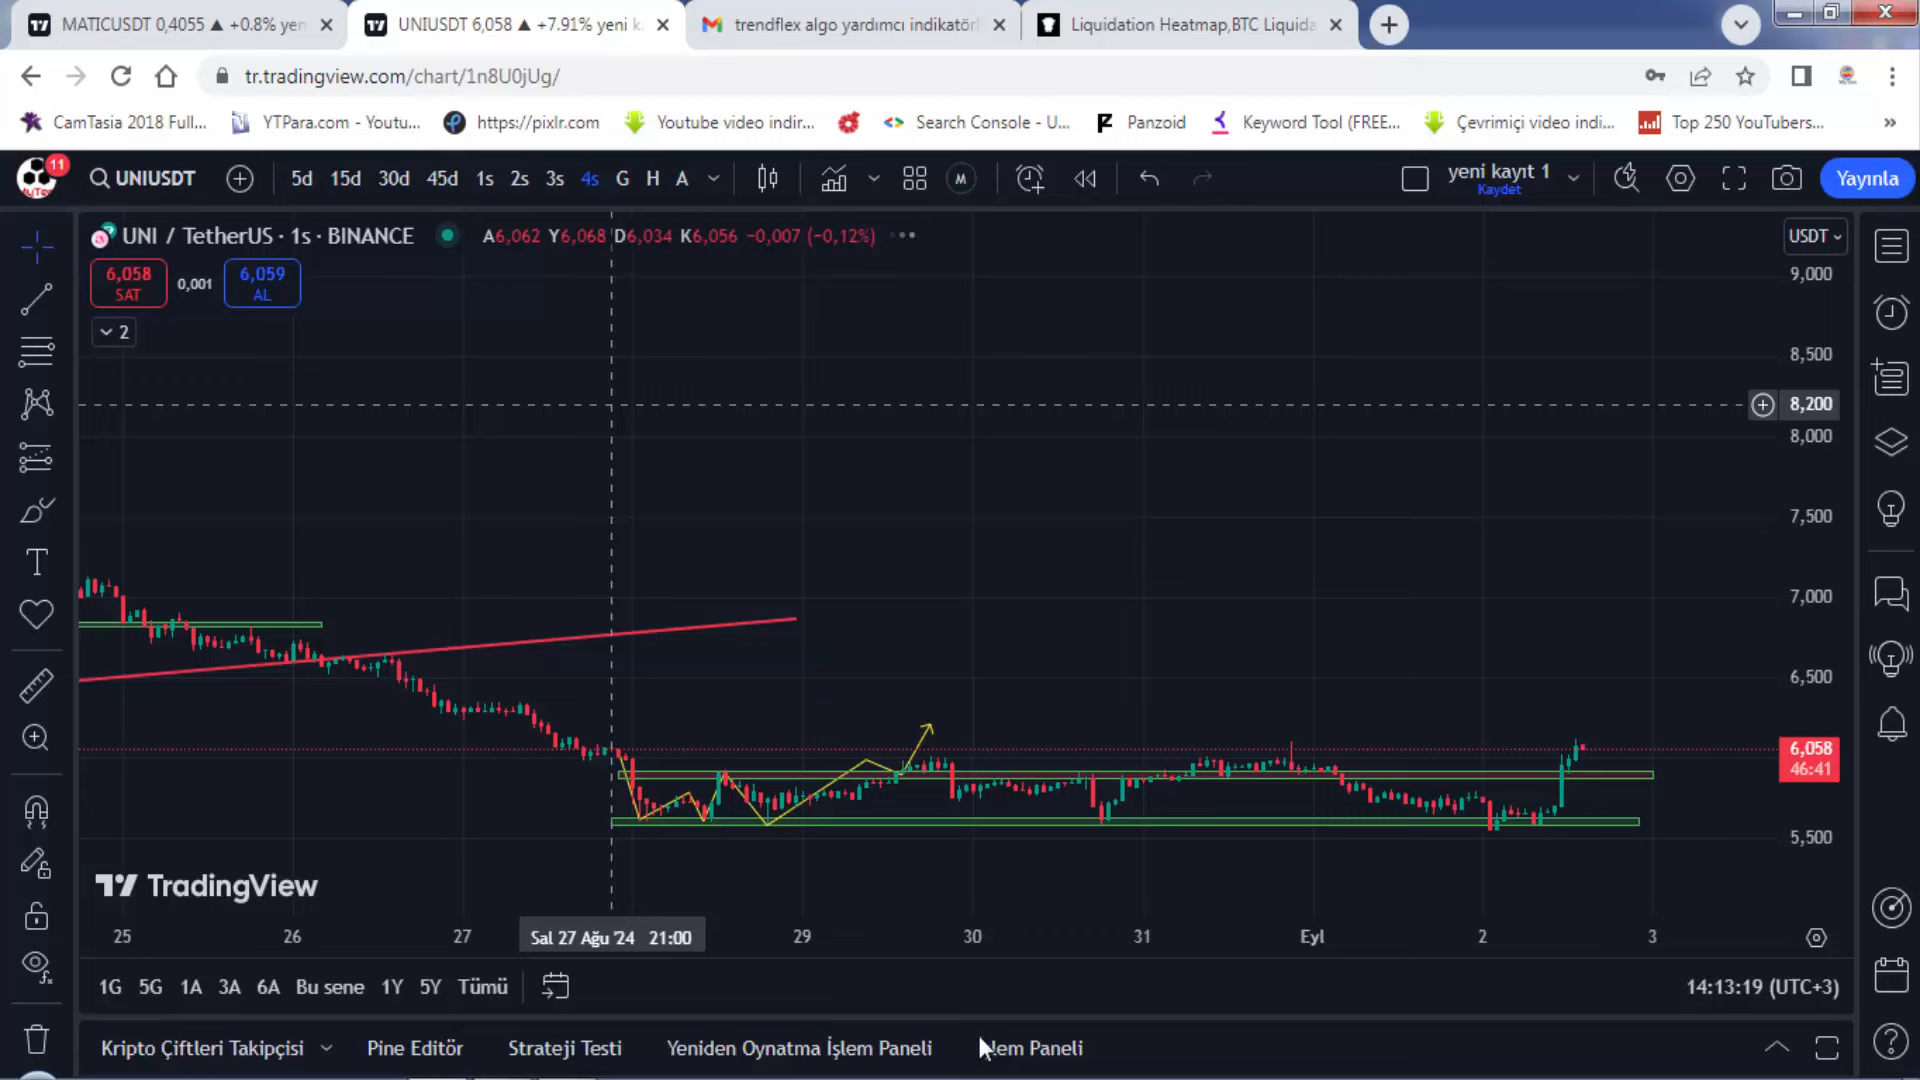 MATICUSDT 0,4055 ▲ +0.8% yen
UNIUSDT 6,058 ▲ +7.91% yeni k
trendflex algo yardımcı indikatörl
Liquidation Heatmap,BTC Liquida
tr.tradingview.com/chart/1n8U0jUg/
CamTasia 2018 Full...
YTPara.com - Youtu...
https://pixlr.com
Youtube video indir...
Search Console - U...
Panzoid
Keyword Tool (FREE...
Çevrimiçi video indi...
Top 250 YouTubers...
»
11
UNIUSDT
5d 15d 30d 45d 1s 2s 3s 4s G H A
M
yeni kayıt 1
Kaydet
Yayınla
UNI / TetherUS · 1s · BINANCE
A6,062 Y6,068 D6,034 K6,056 −0,007 (−0,12%)
USDT
6,058
SAT
0,001
6,059
AL
2
9,000
8,500
8,200
8,000
7,500
7,000
6,500
6,058
46:41
5,500
TradingView
25 26 27 Sal 27 Ağu '24 21:00 29 30 31 Eyl 2 3
1G 5G 1A 3A 6A Bu sene 1Y 5Y Tümü
14:13:19 (UTC+3)
Kripto Çiftleri Takipçisi
Pine Editör
Strateji Testi
Yeniden Oynatma İşlem Paneli
lem Paneli